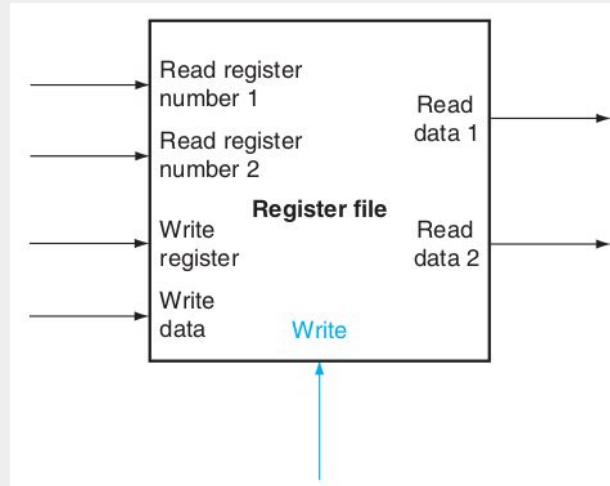 Read register
number 1
Read
data 1
Read register
number 2
Register file
Write
register
Read
data 2
Write
data
Write